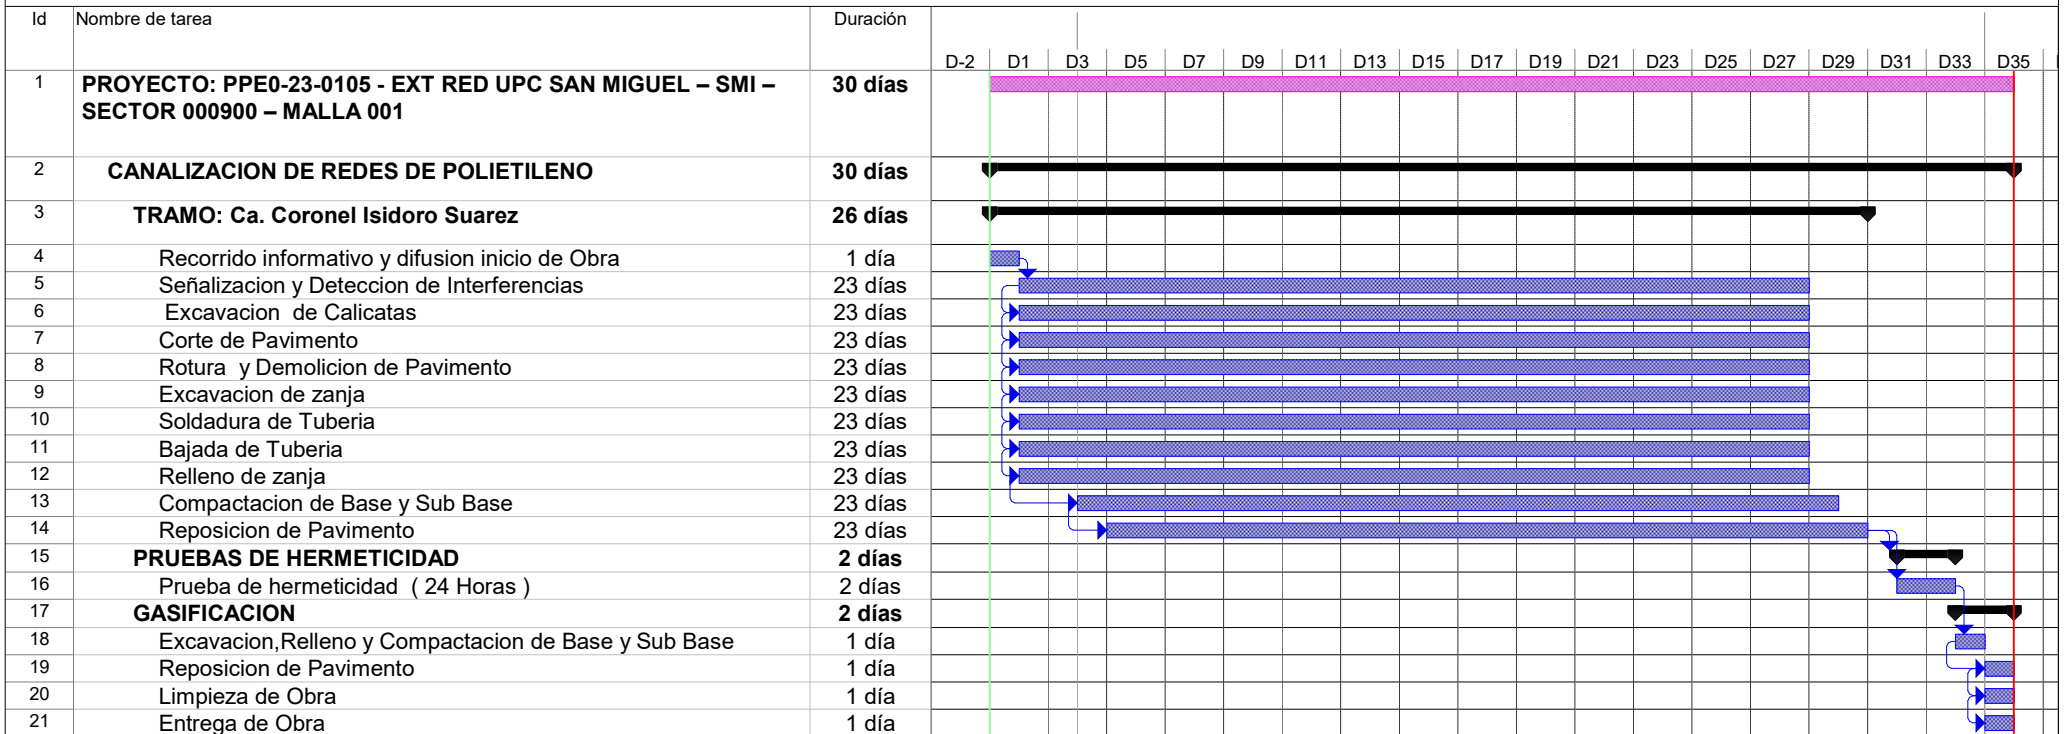 Id Nombre de tarea Duración
D-2 D1 D3 D5 D7 D9 D11 D13 D15 D17 D19 D21 D23 D25 D27 D29 D31 D33 D35
1 PROYECTO: PPE0-23-0105 - EXT RED UPC SAN MIGUEL – SMI – 30 días
SECTOR 000900 – MALLA 001
2 CANALIZACION DE REDES DE POLIETILENO 30 días
3 TRAMO: Ca. Coronel Isidoro Suarez 26 días
4 Recorrido informativo y difusion inicio de Obra 1 día
5 Señalizacion y Deteccion de Interferencias 23 días
6 Excavacion de Calicatas 23 días
7 Corte de Pavimento 23 días
8 Rotura y Demolicion de Pavimento 23 días
9 Excavacion de zanja 23 días
10 Soldadura de Tuberia 23 días
11 Bajada de Tuberia 23 días
12 Relleno de zanja 23 días
13 Compactacion de Base y Sub Base 23 días
14 Reposicion de Pavimento 23 días
15 PRUEBAS DE HERMETICIDAD 2 días
16 Prueba de hermeticidad ( 24 Horas ) 2 días
17 GASIFICACION 2 días
18 Excavacion,Relleno y Compactacion de Base y Sub Base 1 día
19 Reposicion de Pavimento 1 día
20 Limpieza de Obra 1 día
21 Entrega de Obra 1 día